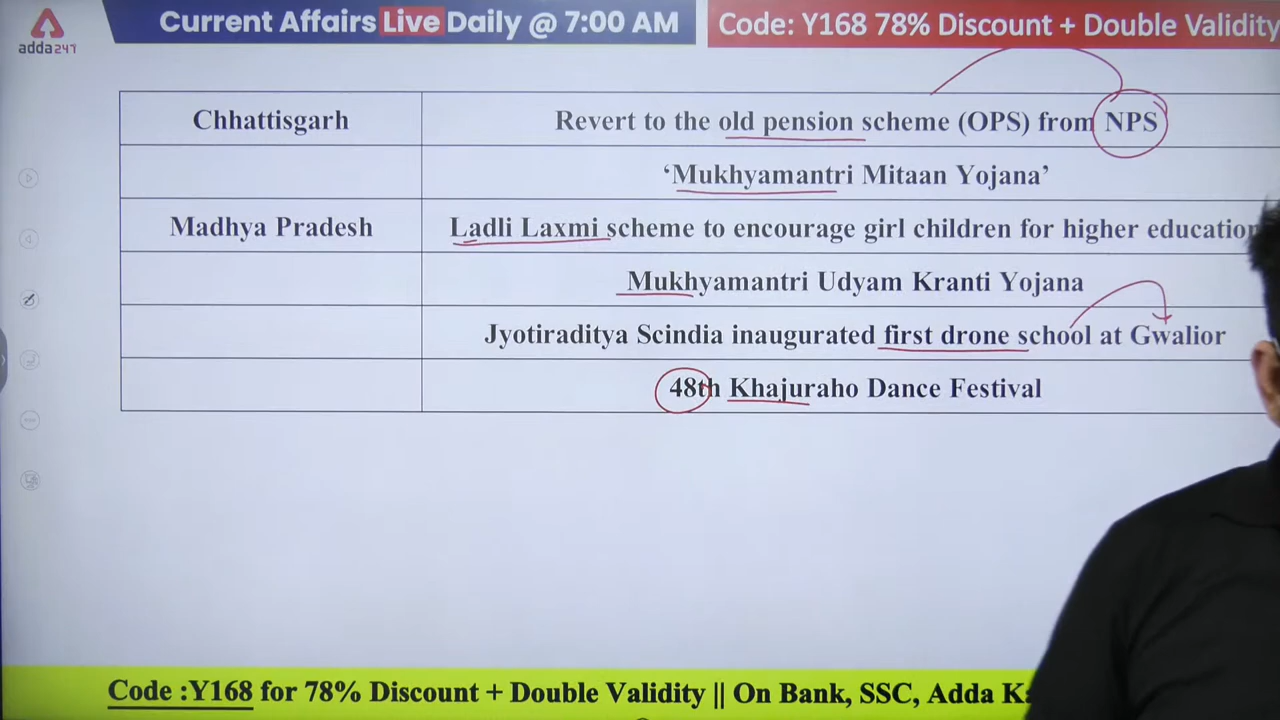 Current Affairs Live Daily @ 7:00 AM
Code: Y168 78% Discount + Double Validity
adda247
Chhattisgarh
Revert to the old pension scheme (OPS) from NPS
‘Mukhyamantri Mitaan Yojana’
Madhya Pradesh
Ladli Laxmi scheme to encourage girl children for higher education
Mukhyamantri Udyam Kranti Yojana
Jyotiraditya Scindia inaugurated first drone school at Gwalior
48th Khajuraho Dance Festival
Code :Y168 for 78% Discount + Double Validity || On Bank, SSC, Adda